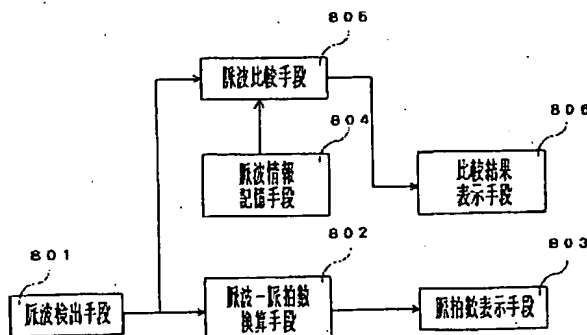 805
脈波比較手段
804
806
脈波情報
記憶手段
比較結果
表示手段
801
802
803
脈波検出手段
脈波－脈拍数
換算手段
脈拍数表示手段